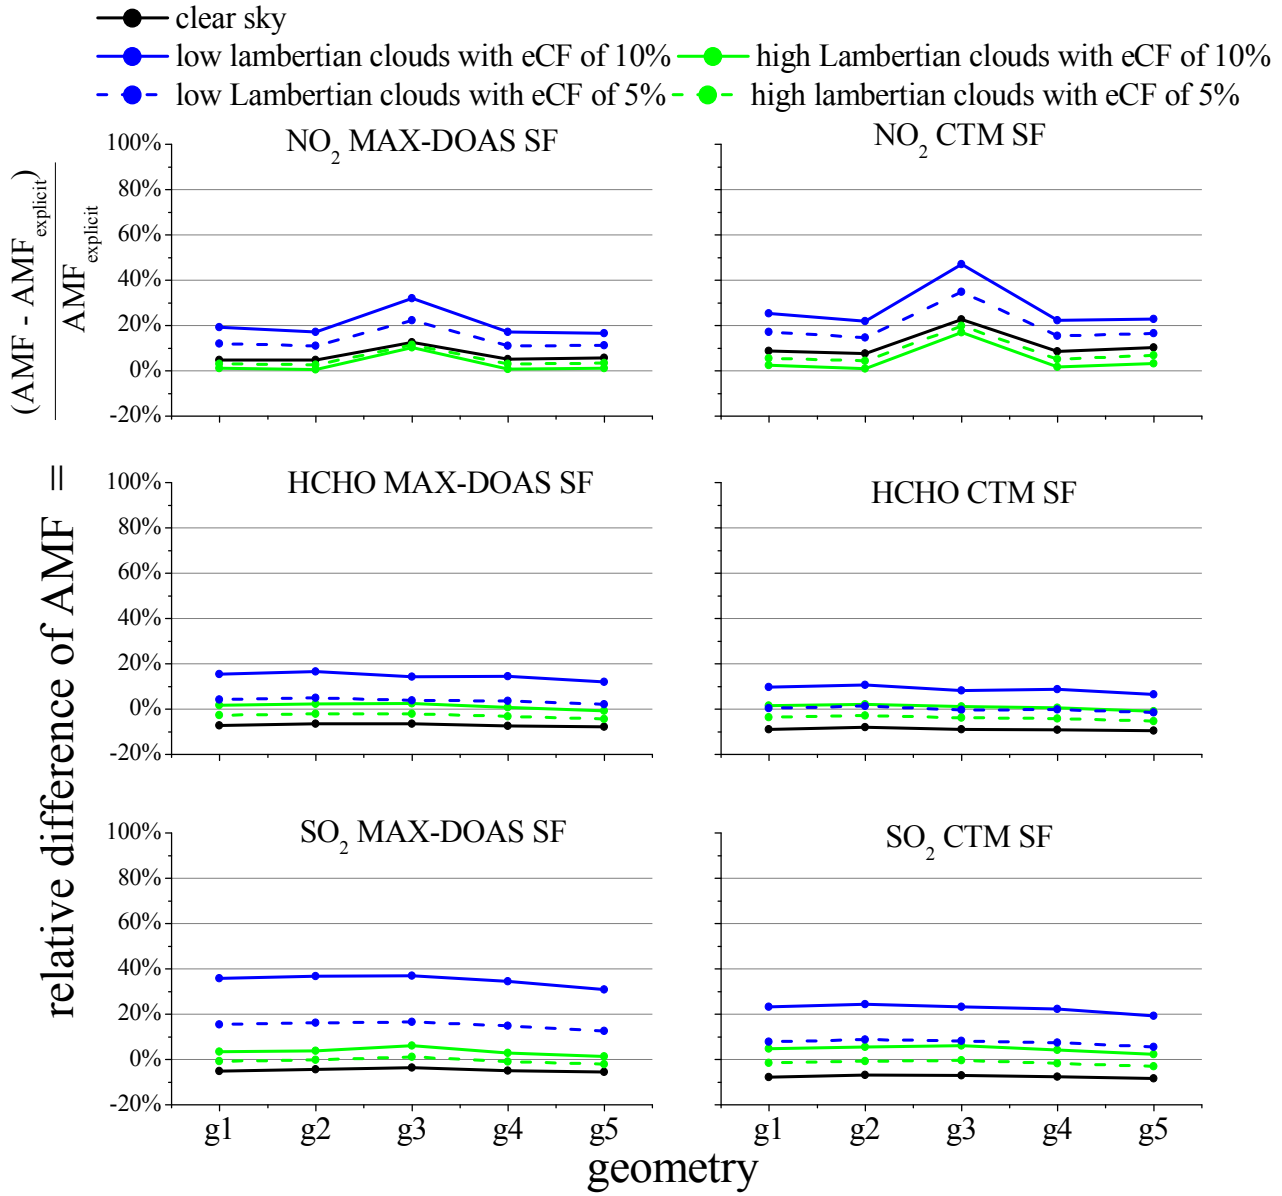 clear sky
low lambertian clouds with eCF of 10%
high Lambertian clouds with eCF of 10%
low Lambertian clouds with eCF of 5%
high lambertian clouds with eCF of 5%
relative difference of AMF = (AMF - AMFexplicit) / AMFexplicit
NO2 MAX-DOAS SF
100%
80%
60%
40%
20%
0%
-20%
NO2 CTM SF
HCHO MAX-DOAS SF
100%
80%
60%
40%
20%
0%
-20%
HCHO CTM SF
SO2 MAX-DOAS SF
100%
80%
60%
40%
20%
0%
-20%
SO2 CTM SF
g1 g2 g3 g4 g5
g1 g2 g3 g4 g5
geometry